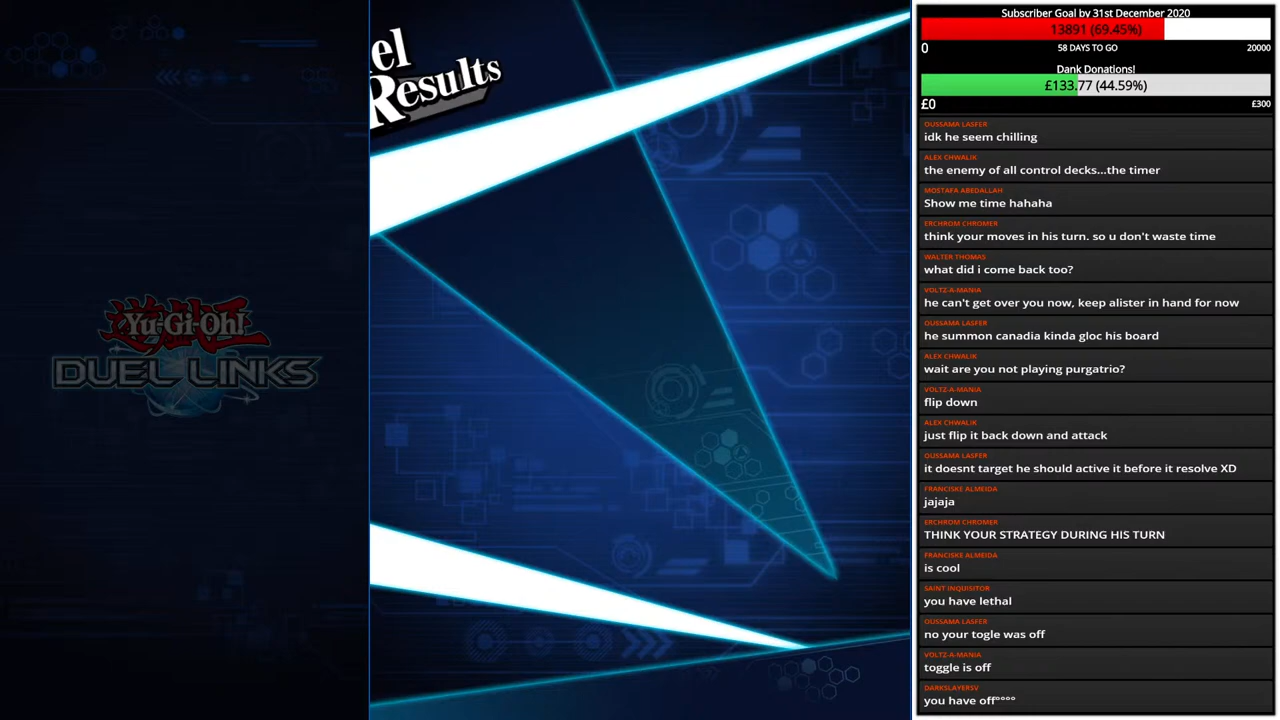 el
Results
Yu-Gi-Oh!
DUEL LINKS
Subscriber Goal by 31st December 2020
13891 (69.45%)
0
58 DAYS TO GO
20000
Dank Donations!
£133.77 (44.59%)
£0
£300
OUSSAMA LASFER
idk he seem chilling
ALEX CHWALIK
the enemy of all control decks...the timer
MOSTAFA ABEDALLAH
Show me time hahaha
ERCHROM CHROMER
think your moves in his turn. so u don't waste time
WALTER THOMAS
what did i come back too?
VOLTZ-A-MANIA
he can't get over you now, keep alister in hand for now
OUSSAMA LASFER
he summon canadia kinda gloc his board
ALEX CHWALIK
wait are you not playing purgatrio?
VOLTZ-A-MANIA
flip down
ALEX CHWALIK
just flip it back down and attack
OUSSAMA LASFER
it doesnt target he should active it before it resolve XD
FRANCISKE ALMEIDA
jajaja
ERCHROM CHROMER
THINK YOUR STRATEGY DURING HIS TURN
FRANCISKE ALMEIDA
is cool
SAINT INQUISITOR
you have lethal
OUSSAMA LASFER
no your togle was off
VOLTZ-A-MANIA
toggle is off
DARKSLAYERSV
you have offºººº